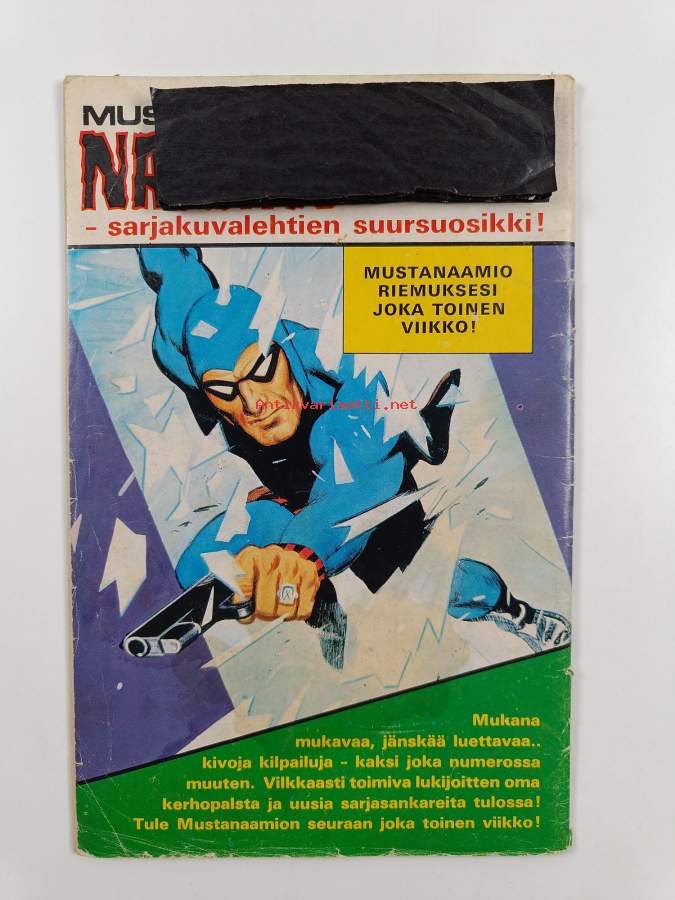 MUS
NA
- sarjakuvalehtien suursuosikki!
MUSTANAAMIO
RIEMUKSESI
JOKA TOINEN
VIIKKO!
Antikvariaatti.net
Mukana
mukavaa, jänskää luettavaa..
kivoja kilpailuja - kaksi joka numerossa
muuten. Vilkkaasti toimiva lukijoitten oma
kerhopalsta ja uusia sarjasankareita tulossa!
Tule Mustanaamion seuraan joka toinen viikko!